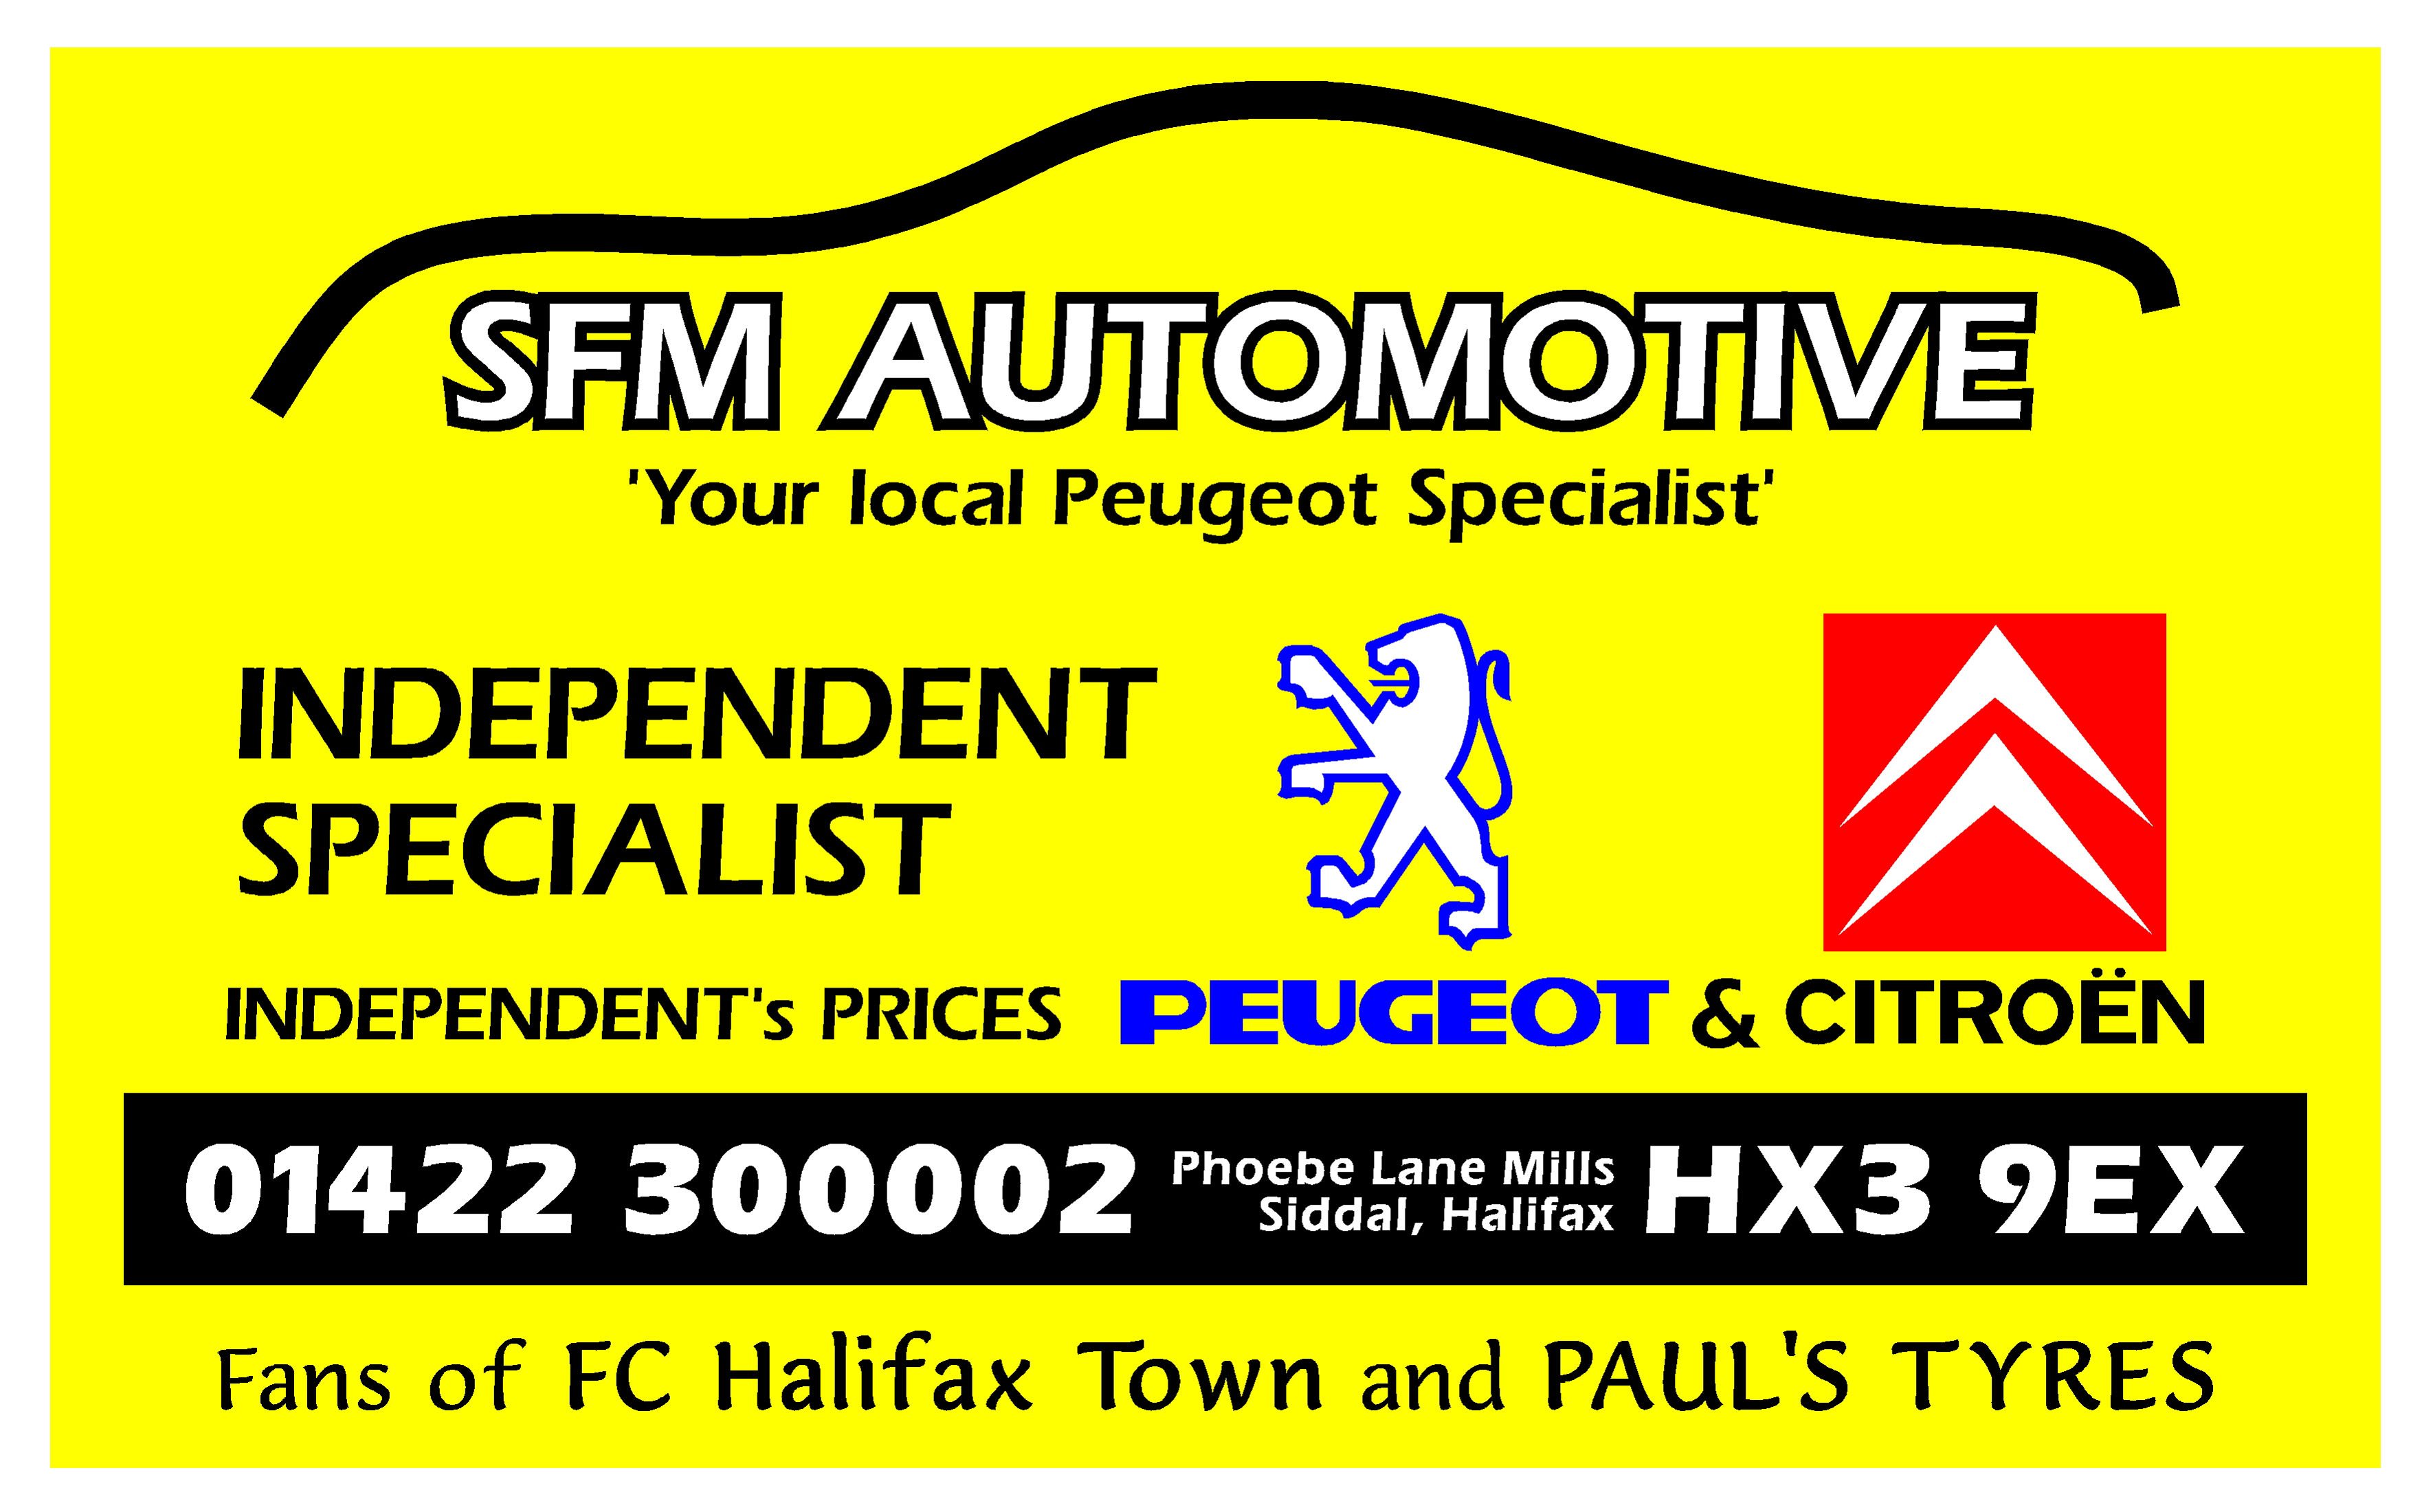 SFM AUTOMOTIVE
'Your local Peugeot Specialist'
INDEPENDENT
SPECIALIST
INDEPENDENT's PRICES
PEUGEOT & CITROËN
01422 300002
Phoebe Lane Mills
Siddal, Halifax
HX3 9EX
Fans of FC Halifax Town and PAUL'S TYRES